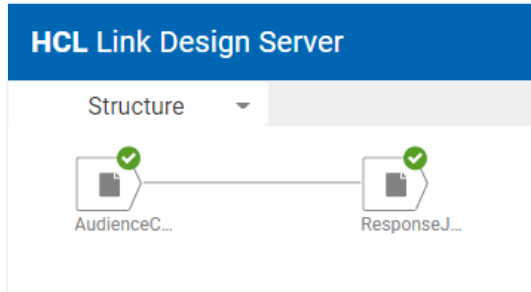 HCL Link Design Server
Structure
AudienceC...
ResponseJ...